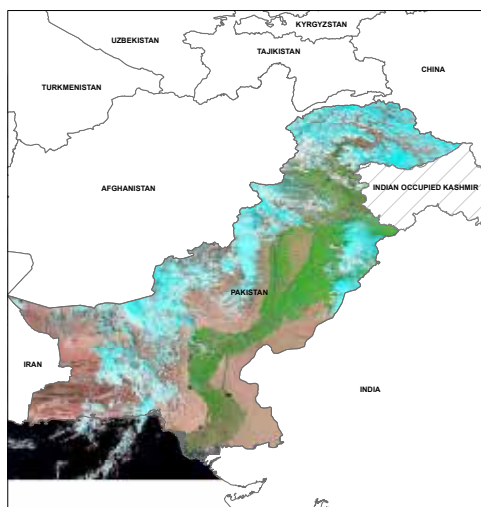 KYRGYZSTAN
UZBEKISTAN
TAJIKISTAN
CHINA
TURKMENISTAN
AFGHANISTAN
INDIAN OCCUPIED KASHMIR
PAKISTAN
IRAN
INDIA